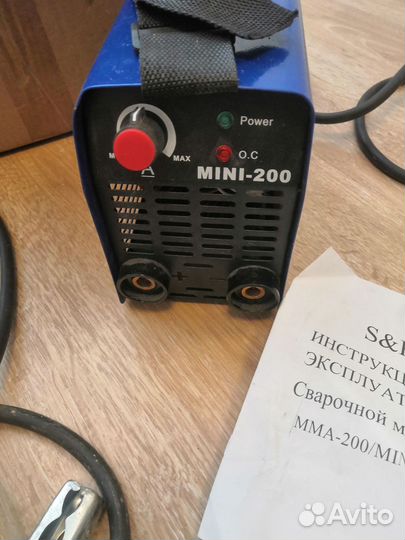 Power
O.C
MAX
A
MINI-200
- +
ИНСТРУКЦ
ЭКСПЛУАТ
Сварочной м
MMA-200/MIN
Avito